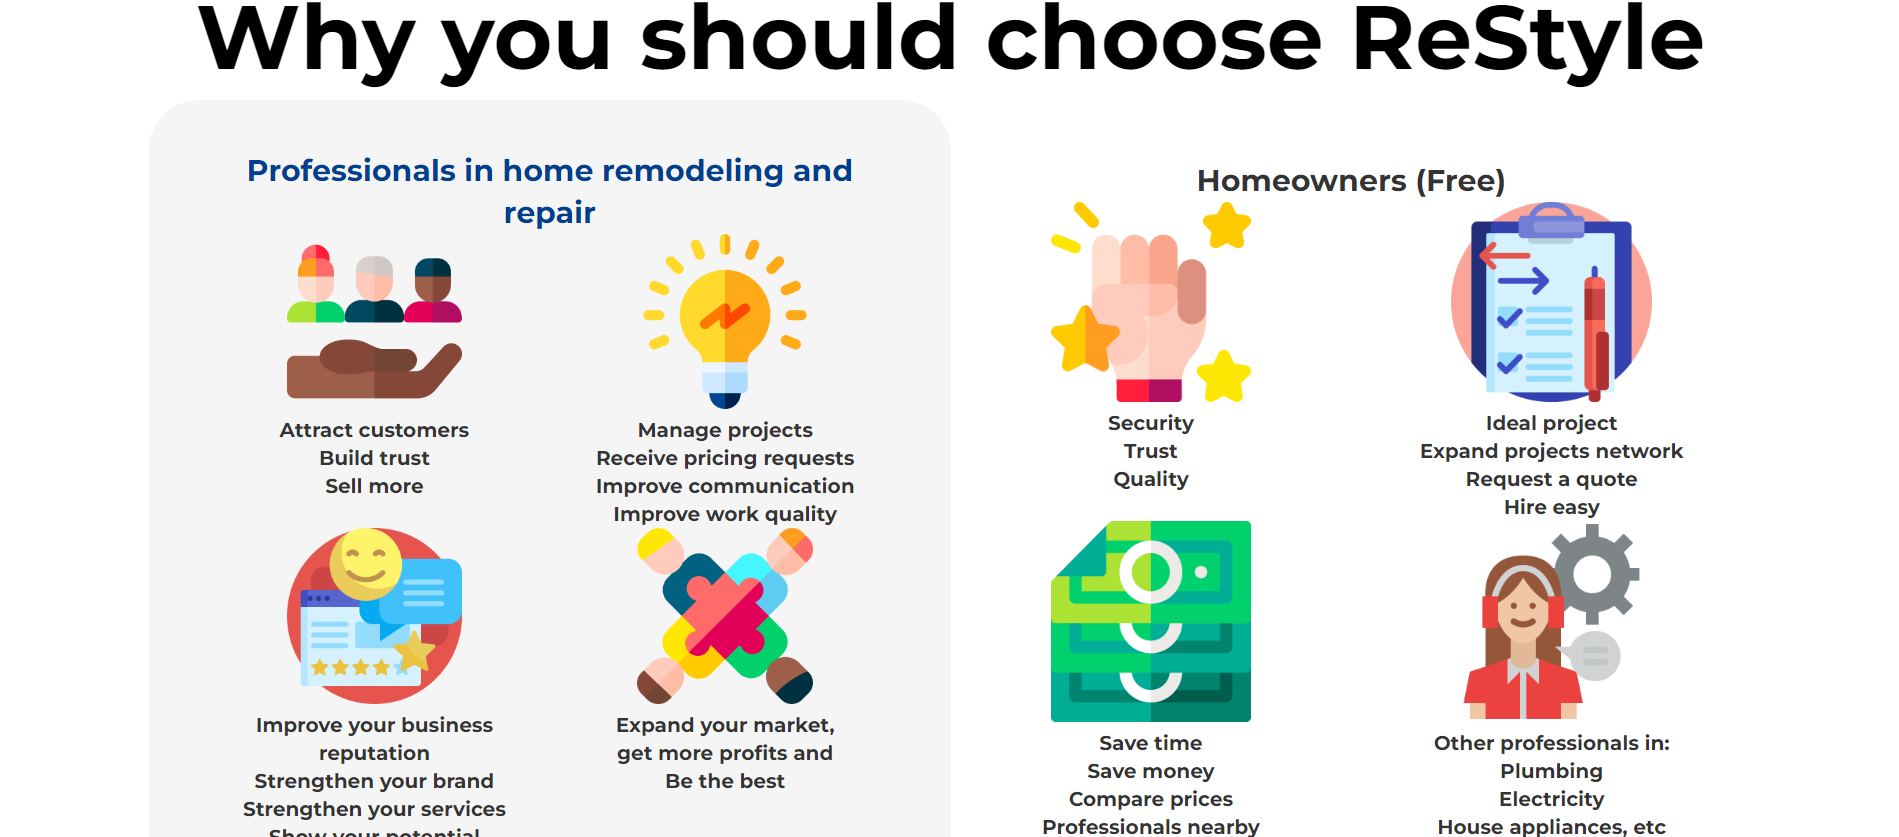 Why you should choose ReStyle
Professionals in home remodeling and
repair
Attract customers
Build trust
Sell more
Manage projects
Receive pricing requests
Improve communication
Improve work quality
Improve your business
reputation
Strengthen your brand
Strengthen your services
Show your potential
Expand your market,
get more profits and
Be the best
Homeowners (Free)
Security
Trust
Quality
Ideal project
Expand projects network
Request a quote
Hire easy
Save time
Save money
Compare prices
Professionals nearby
Other professionals in:
Plumbing
Electricity
House appliances, etc